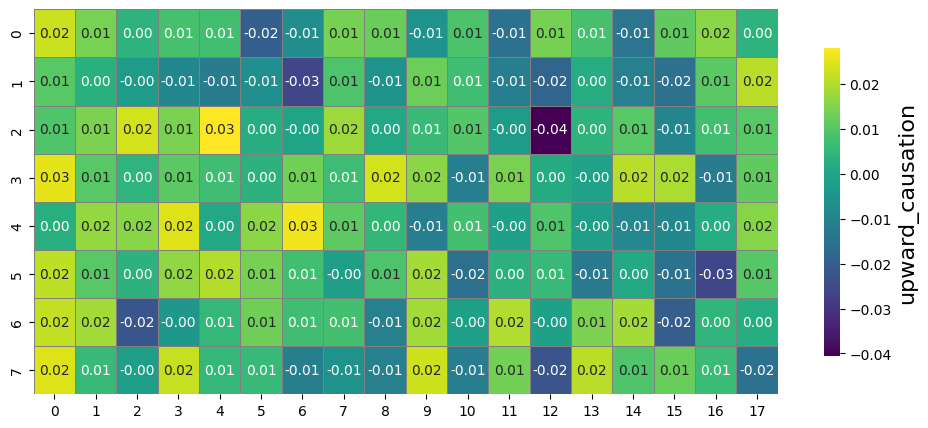 0 0.02 0.01 0.00 0.01 0.01 -0.02 -0.01 0.01 0.01 -0.01 0.01 -0.01 0.01 0.01 -0.01 0.01 0.02 0.00
1 0.01 0.00 -0.00 -0.01 -0.01 -0.01 -0.03 0.01 -0.01 0.01 0.01 -0.01 -0.02 0.00 -0.01 -0.02 0.01 0.02
2 0.01 0.01 0.02 0.01 0.03 0.00 -0.00 0.02 0.00 0.01 0.01 -0.00 -0.04 0.00 0.01 -0.01 0.01 0.01
3 0.03 0.01 0.00 0.01 0.01 0.00 0.01 0.01 0.02 0.02 -0.01 0.01 0.00 -0.00 0.02 0.02 -0.01 0.01
4 0.00 0.02 0.02 0.02 0.00 0.02 0.03 0.01 0.00 -0.01 0.01 -0.00 0.01 -0.00 -0.01 -0.01 0.00 0.02
5 0.02 0.01 0.00 0.02 0.02 0.01 0.01 -0.00 0.01 0.02 -0.02 0.00 0.01 -0.01 0.00 -0.01 -0.03 0.01
6 0.02 0.02 -0.02 -0.00 0.01 0.01 0.01 0.01 -0.01 0.02 -0.00 0.02 -0.00 0.01 0.02 -0.02 0.00 0.00
7 0.02 0.01 -0.00 0.02 0.01 0.01 -0.01 -0.01 -0.01 0.02 -0.01 0.01 -0.02 0.02 0.01 0.01 0.01 -0.02
0 1 2 3 4 5 6 7 8 9 10 11 12 13 14 15 16 17
0.02
0.01
0.00
−0.01
−0.02
−0.03
−0.04
upward_causation